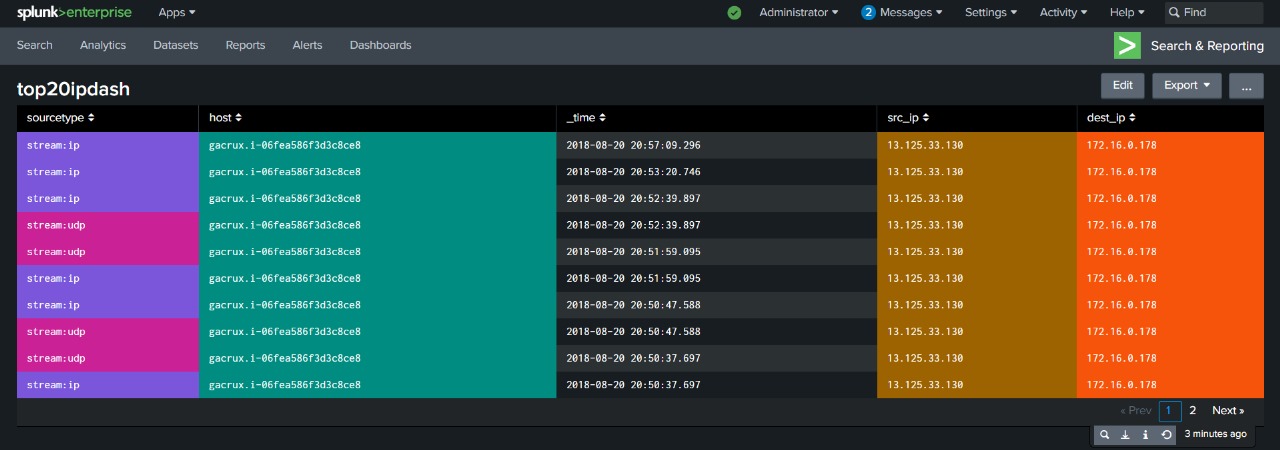 splunk>enterprise Apps Administrator 2 Messages Settings Activity Help Find
Search Analytics Datasets Reports Alerts Dashboards > Search & Reporting
top20ipdash Edit Export ...
sourcetype host _time src_ip dest_ip
stream:ip gacrux.i-06fea586f3d3c8ce8 2018-08-20 20:57:09.296 13.125.33.130 172.16.0.178
stream:ip gacrux.i-06fea586f3d3c8ce8 2018-08-20 20:53:20.746 13.125.33.130 172.16.0.178
stream:ip gacrux.i-06fea586f3d3c8ce8 2018-08-20 20:52:39.897 13.125.33.130 172.16.0.178
stream:udp gacrux.i-06fea586f3d3c8ce8 2018-08-20 20:52:39.897 13.125.33.130 172.16.0.178
stream:udp gacrux.i-06fea586f3d3c8ce8 2018-08-20 20:51:59.095 13.125.33.130 172.16.0.178
stream:ip gacrux.i-06fea586f3d3c8ce8 2018-08-20 20:51:59.095 13.125.33.130 172.16.0.178
stream:ip gacrux.i-06fea586f3d3c8ce8 2018-08-20 20:50:47.588 13.125.33.130 172.16.0.178
stream:udp gacrux.i-06fea586f3d3c8ce8 2018-08-20 20:50:47.588 13.125.33.130 172.16.0.178
stream:udp gacrux.i-06fea586f3d3c8ce8 2018-08-20 20:50:37.697 13.125.33.130 172.16.0.178
stream:ip gacrux.i-06fea586f3d3c8ce8 2018-08-20 20:50:37.697 13.125.33.130 172.16.0.178
« Prev 1 2 Next »
3 minutes ago